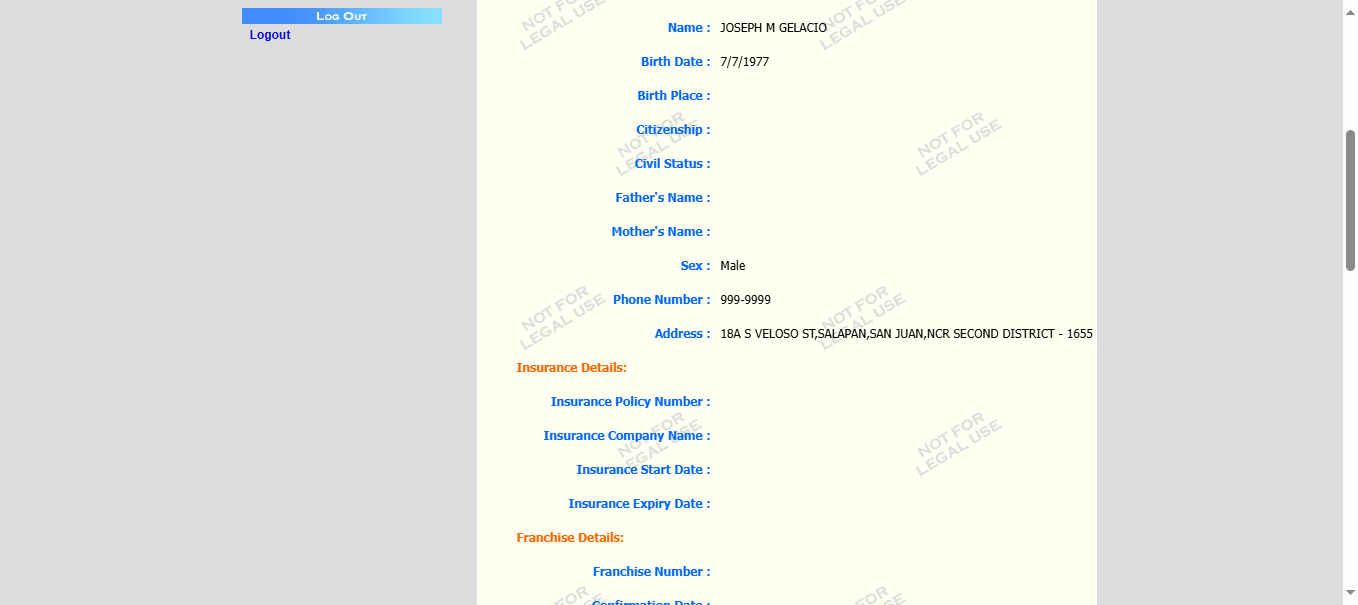 LOG OUT
Logout
NOT FOR
LEGAL USE
NOT FOR
LEGAL USE
Name : JOSEPH M GELACIO
Birth Date : 7/7/1977
Birth Place :
NOT FOR
LEGAL USE
NOT FOR
LEGAL USE
Citizenship :
Civil Status :
Father's Name :
Mother's Name :
Sex : Male
NOT FOR
LEGAL USE
NOT FOR
LEGAL USE
Phone Number : 999-9999
Address : 18A S VELOSO ST,SALAPAN,SAN JUAN,NCR SECOND DISTRICT - 1655
Insurance Details:
Insurance Policy Number :
NOT FOR
LEGAL USE
NOT FOR
LEGAL USE
Insurance Company Name :
Insurance Start Date :
Insurance Expiry Date :
Franchise Details:
Franchise Number :
NOT FOR
NOT FOR
Confirmation Date :